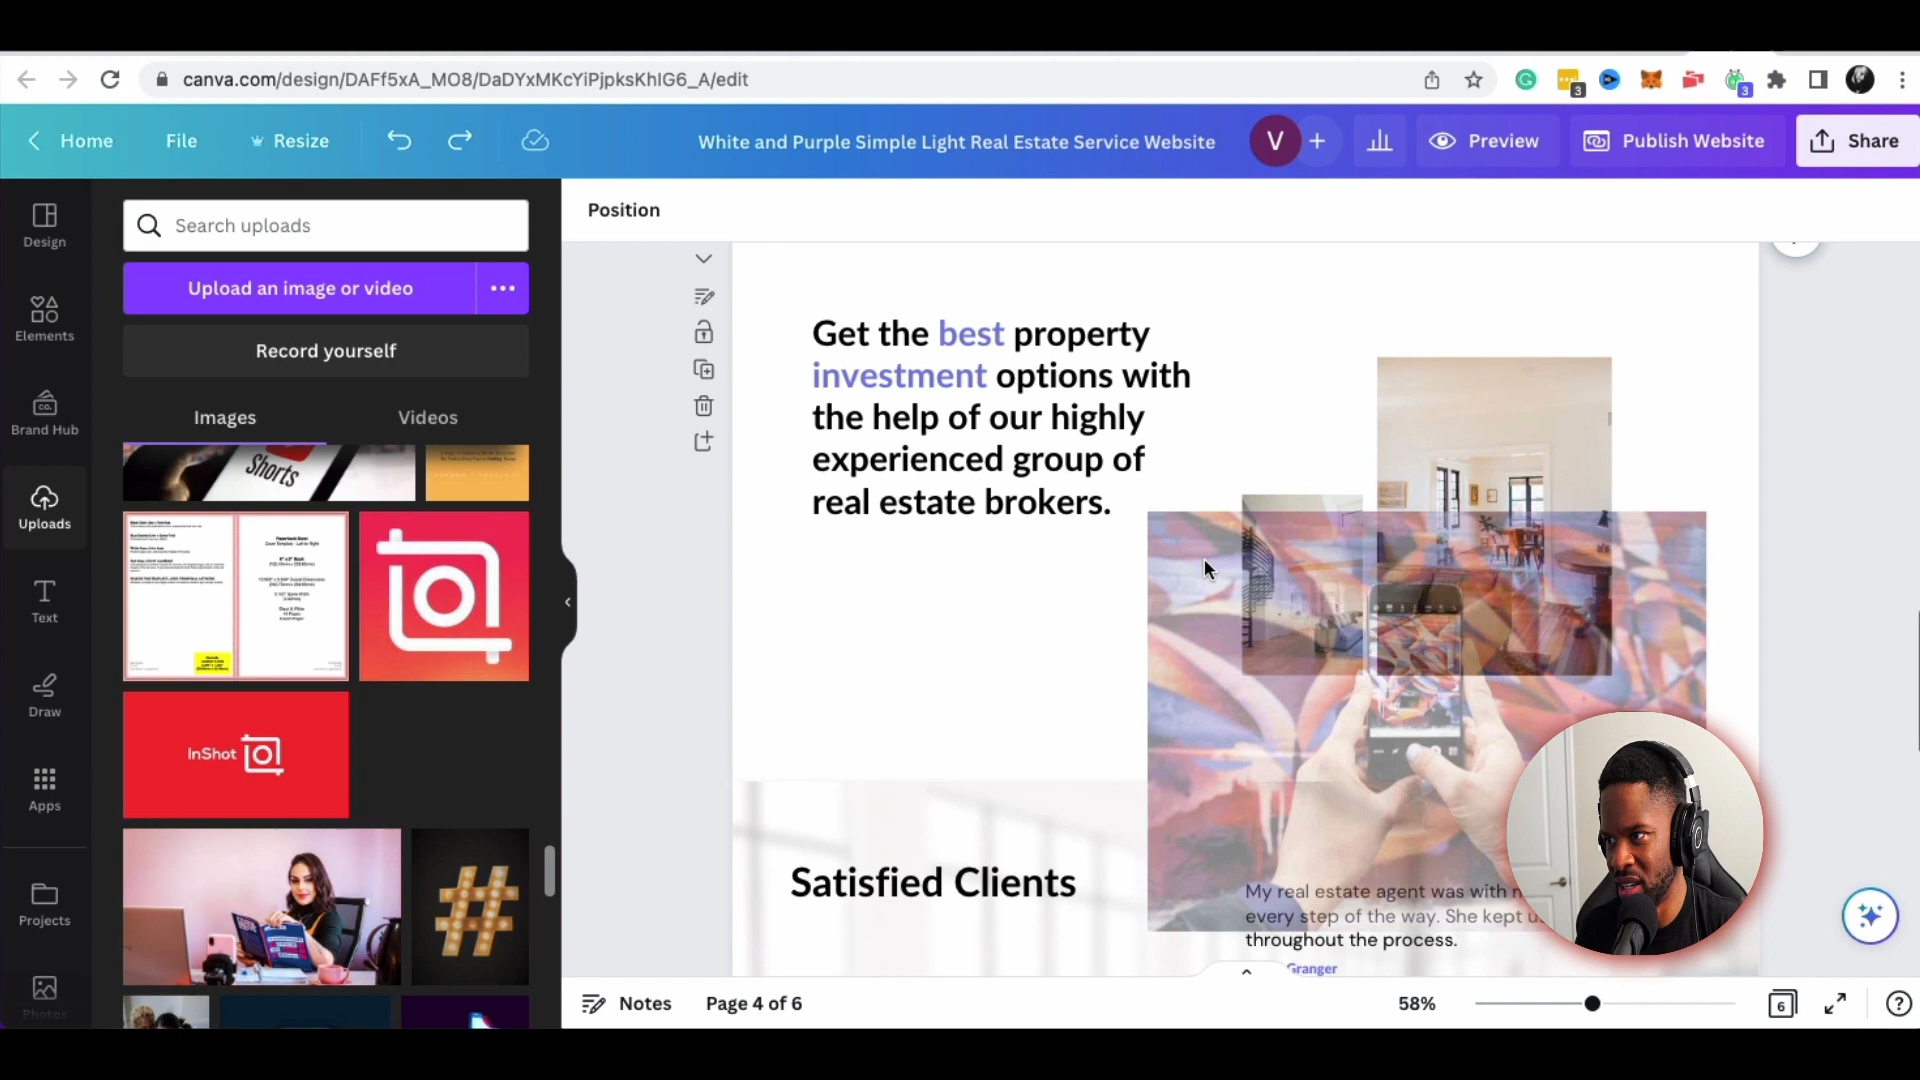 canva.com/design/DAFf5xA_MO8/DaDYxMKcYiPjpksKhIG6_A/edit
3
3
Home
File
Resize
White and Purple Simple Light Real Estate Service Website
V
Preview
Publish Website
Share
Design
Elements
CO.
Brand Hub
Uploads
Text
Draw
Apps
Projects
Photos
Search uploads
Upload an image or video
Record yourself
Images
Videos
Shorts
InShot
#
Position
Get the best property
investment options with
the help of our highly
experienced group of
real estate brokers.
Satisfied Clients
My real estate agent was with
every step of the way. She kept
throughout the process.
Granger
Notes
Page 4 of 6
58%
6